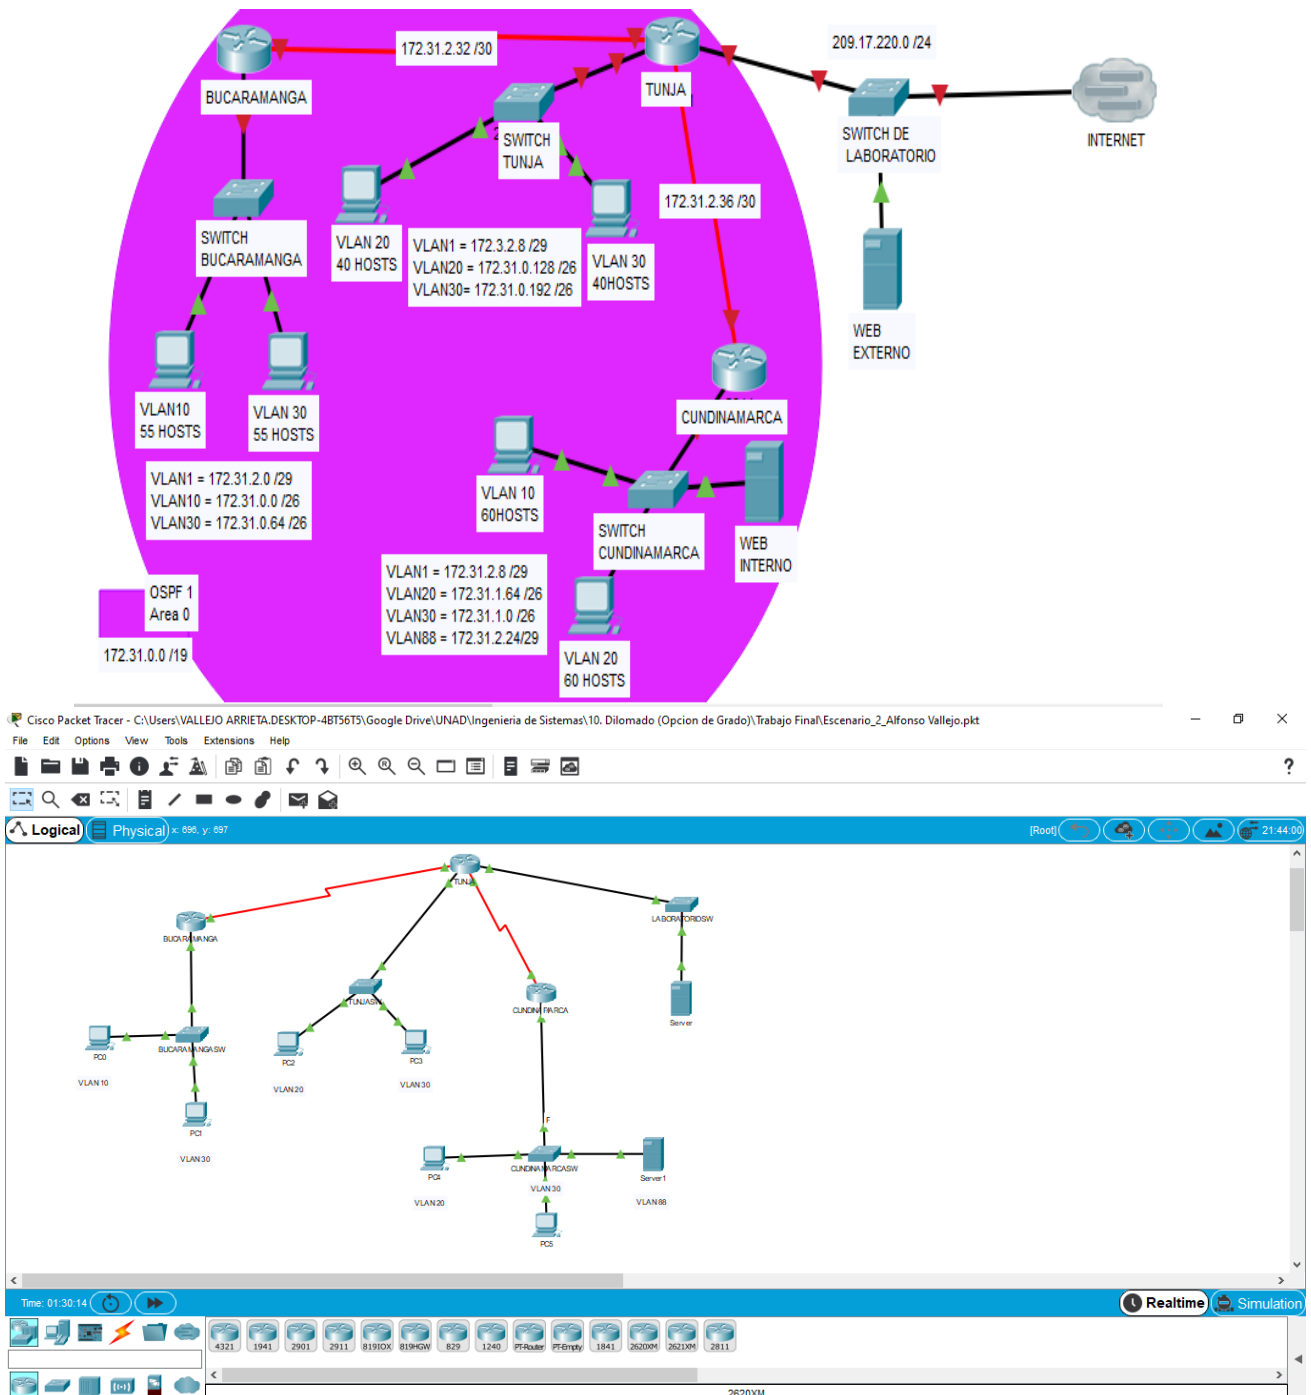 172.31.2.32 /30
209.17.220.0 /24
BUCARAMANGA
TUNJA
SWITCH DE
LABORATORIO
INTERNET
SWITCH
TUNJA
172.31.2.36 /30
SWITCH
BUCARAMANGA
VLAN 20
40 HOSTS
VLAN1 = 172.3.2.8 /29
VLAN20 = 172.31.0.128 /26
VLAN30= 172.31.0.192 /26
VLAN 30
40HOSTS
WEB
EXTERNO
VLAN10
55 HOSTS
VLAN 30
55 HOSTS
CUNDINAMARCA
VLAN1 = 172.31.2.0 /29
VLAN10 = 172.31.0.0 /26
VLAN30 = 172.31.0.64 /26
VLAN 10
60HOSTS
SWITCH
CUNDINAMARCA
WEB
INTERNO
VLAN1 = 172.31.2.8 /29
VLAN20 = 172.31.1.64 /26
VLAN30 = 172.31.1.0 /26
VLAN88 = 172.31.2.24/29
OSPF 1
Area 0
172.31.0.0 /19
VLAN 20
60 HOSTS
Cisco Packet Tracer - C:\Users\VALLEJO ARRIETA.DESKTOP-4BT56T5\Google Drive\UNAD\Ingenieria de Sistemas\10. Dilomado (Opcion de Grado)\Trabajo Final\Escenario_2_Alfonso Vallejo.pkt
File Edit Options View Tools Extensions Help
?
Logical Physical x: 696, y: 697 [Root] 21:44:00
TUNJA
LABORATORIOSW
BUCARAMANGA
TUNJASW
Server
PC0
BUCARAMANGASW
PC2
PC3
VLAN 10
VLAN 20
VLAN 30
PC1
F
VLAN 30
PC4
CUNDINAMARCASW
Server1
VLAN 30
VLAN 20
VLAN 88
PC5
Time: 01:30:14 Realtime Simulation
4321 1941 2901 2911 819IOX 819HGW 829 1240 PT-Router PT-Empty 1841 2620XM 2621XM 2811
2620XM